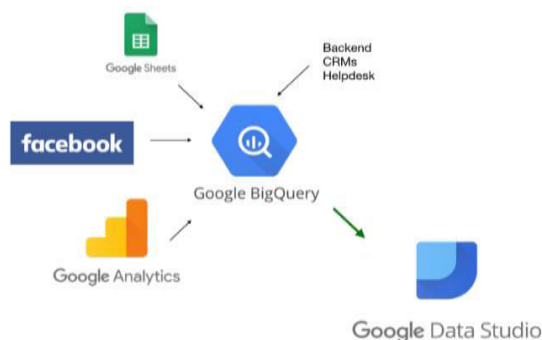 Google Sheets
Backend
CRMs
Helpdesk
facebook
Google BigQuery
Google Analytics
Google Data Studio